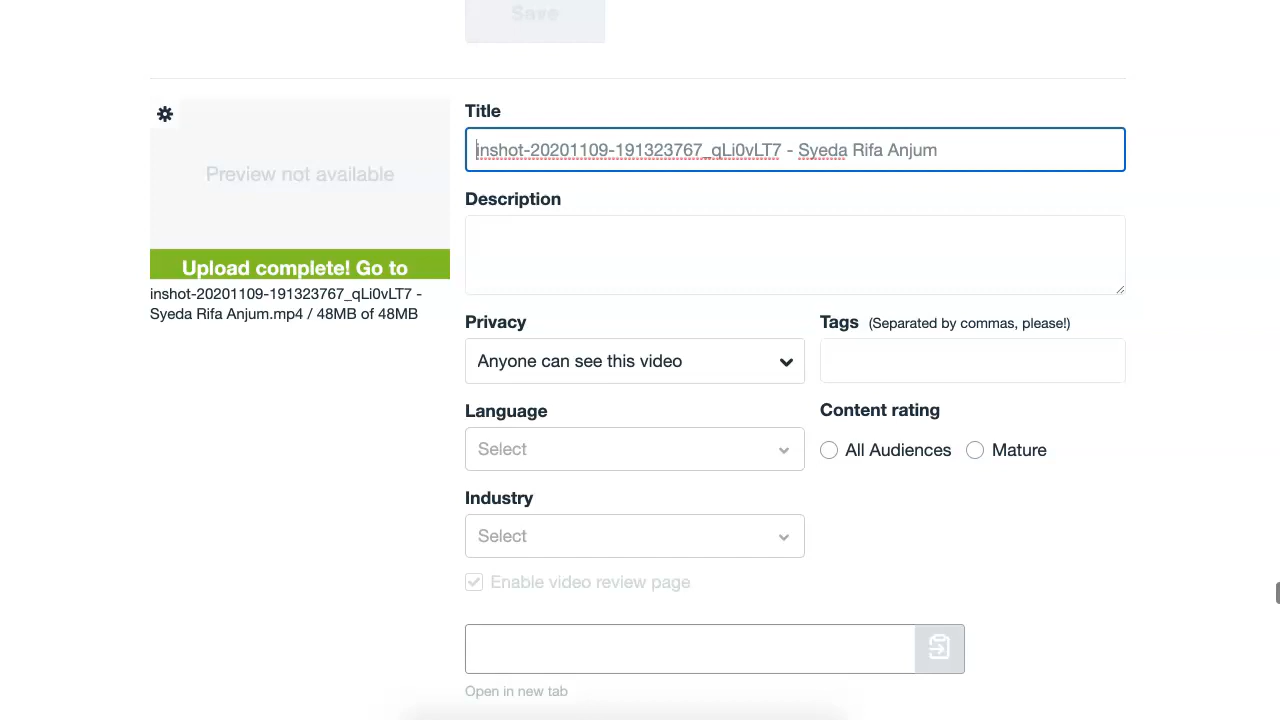 Save
Title
inshot-20201109-191323767_qLi0vLT7 - Syeda Rifa Anjum
Preview not available
Description
Upload complete! Go to
inshot-20201109-191323767_qLi0vLT7 -
Syeda Rifa Anjum.mp4 / 48MB of 48MB
Privacy
Tags (Separated by commas, please!)
Anyone can see this video
Language
Content rating
Select
All Audiences
Mature
Industry
Select
Enable video review page
Open in new tab